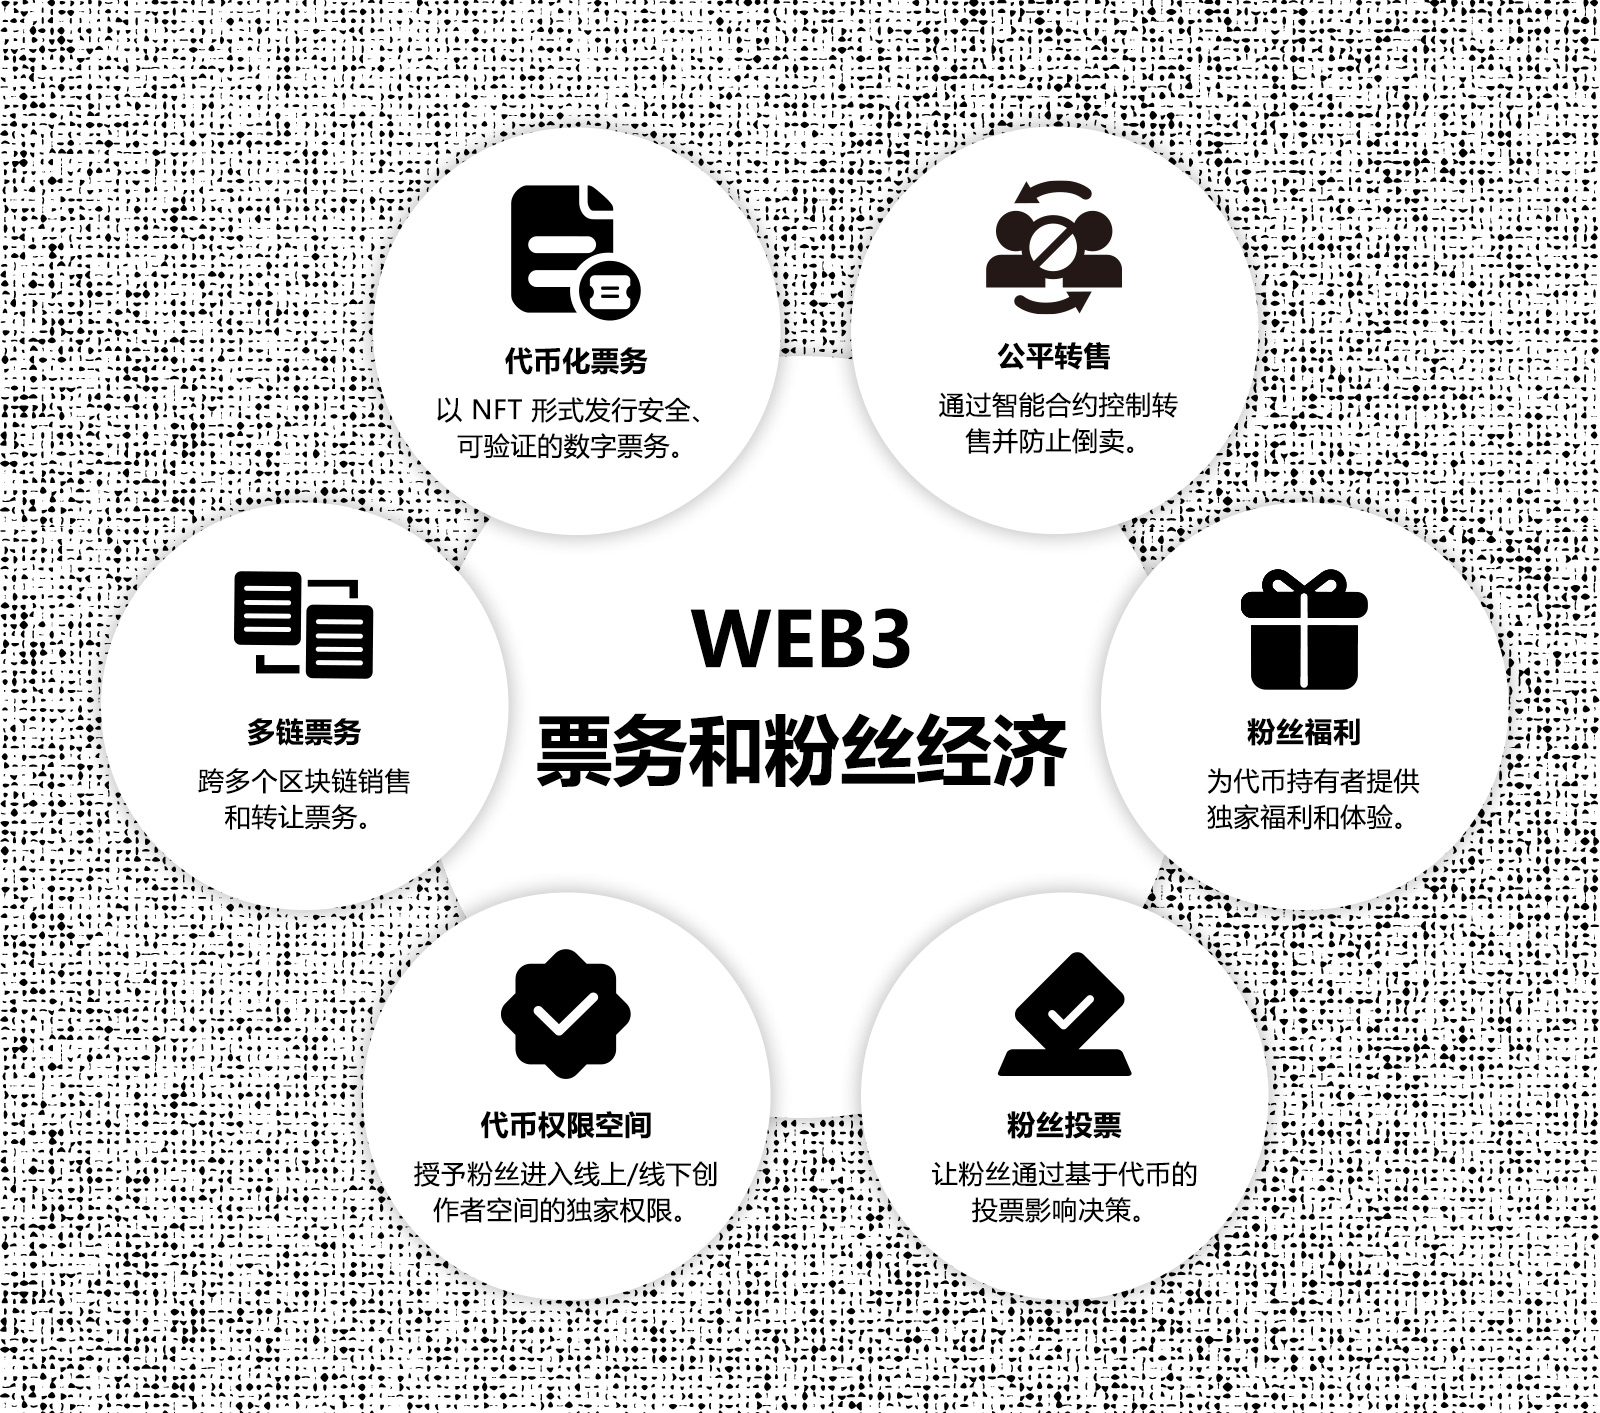 代币化票务
以 NFT 形式发行安全、
可验证的数字票务。
公平转售
通过智能合约控制转
售并防止倒卖。
多链票务
跨多个区块链销售
和转让票务。
WEB3
票务和粉丝经济
粉丝福利
为代币持有者提供
独家福利和体验。
代币权限空间
授予粉丝进入线上/线下创
作者空间的独家权限。
粉丝投票
让粉丝通过基于代币的
投票影响决策。